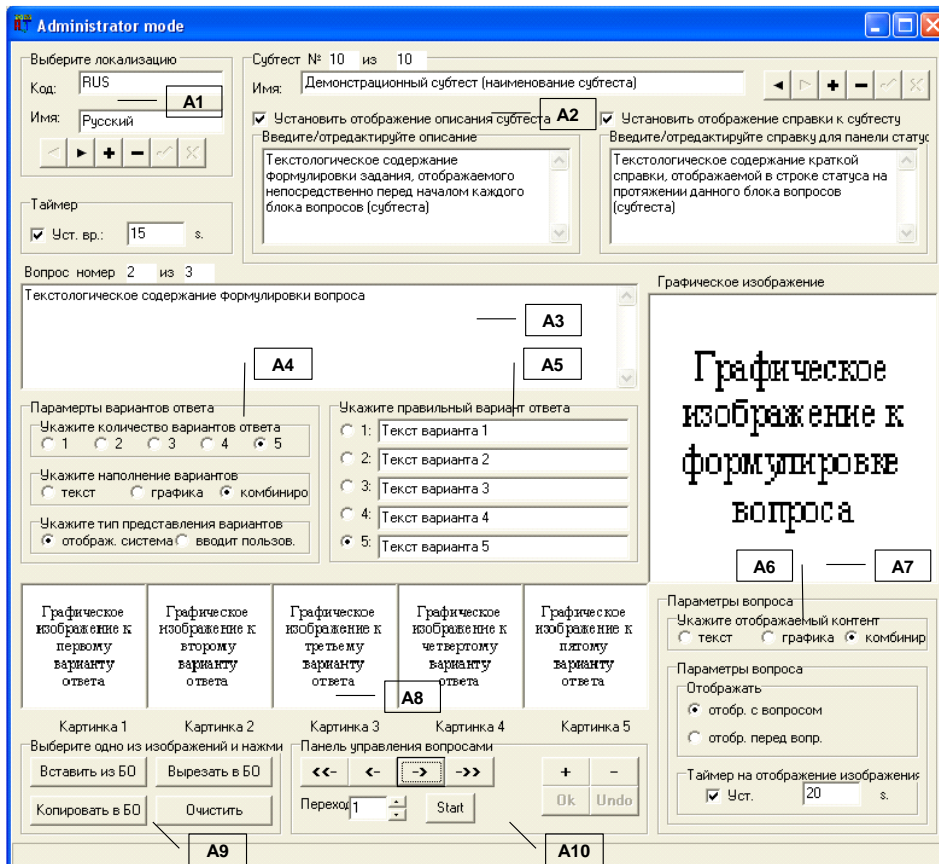 Administrator mode
Выберите локализацию
Код: RUS
A1
Имя: Русский
Таймер
Уст. вр.: 15 s.
Субтест № 10 из 10
Имя: Демонстрационный субтест (наименование субтеста)
Установить отображение описания субтеста
A2
Установить отображение справки к субтесту
Введите/отредактируйте описание
Текстологическое содержание
формулировки задания, отображаемого
непосредственно перед началом каждого
блока вопросов (субтеста)
Введите/отредактируйте справку для панели статус
Текстологическое содержание краткой
справки, отображаемой в строке статуса на
протяжении данного блока вопросов
(субтеста)
Вопрос номер 2 из 3
Текстологическое содержание формулировки вопроса
A3
A4
A5
Графическое изображение
Графическое
изображение к
формулировке
вопроса
A6
A7
Парамерты вариантов ответа
Укажите количество вариантов ответа
1 2 3 4 5
Укажите наполнение вариантов
текст графика комбиниро
Укажите тип представления вариантов
отображ. система вводит пользов.
Укажите правильный вариант ответа
1: Текст варианта 1
2: Текст варианта 2
3: Текст варианта 3
4: Текст варианта 4
5: Текст варианта 5
Графическое
изображение к
первому
варианту
ответа
Графическое
изображение к
второму
варианту
ответа
Графическое
изображение к
третьему
варианту
ответа
Графическое
изображение к
четвертому
варианту
ответа
Графическое
изображение к
пятому
варианту
ответа
A8
Картинка 1 Картинка 2 Картинка 3 Картинка 4 Картинка 5
Параметры вопроса
Укажите отображаемый контент
текст графика комбинир
Параметры вопроса
Отображать
отобр. с вопросом
отобр. перед вопр.
Таймер на отображение изображения
Уст. 20 s.
Выберите одно из изображений и нажми
Вставить из БО Вырезать в БО
Копировать в БО Очистить
A9
Панель управления вопросами
<<- <- -> ->> + -
Переход 1 Start Ok Undo
A10